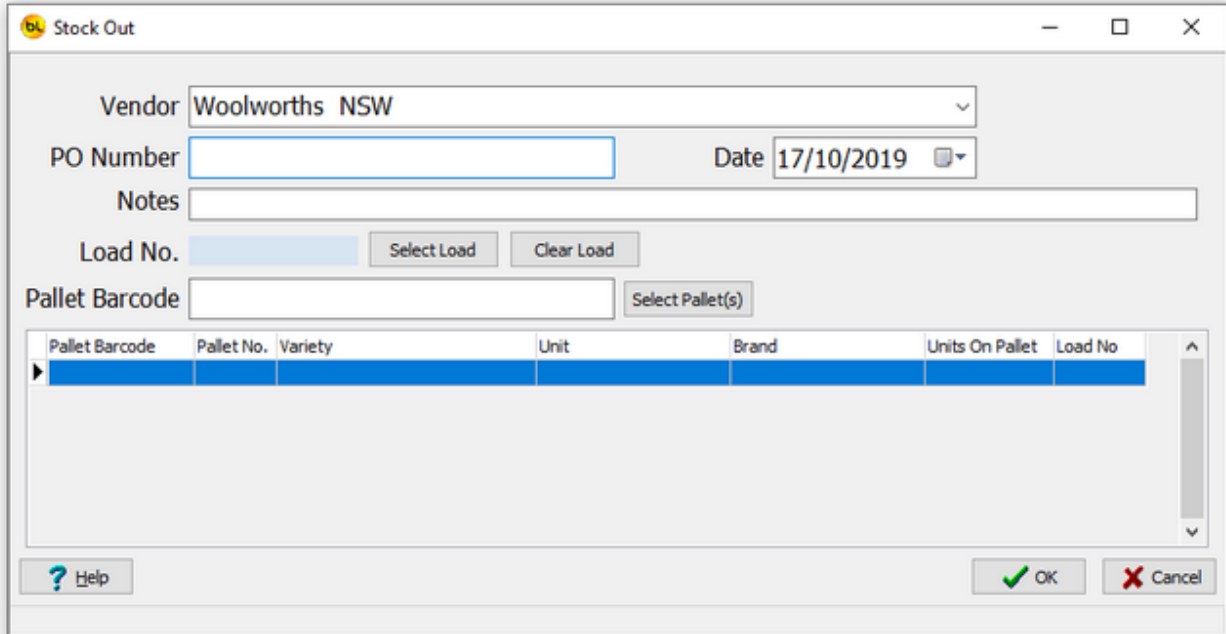 bL Stock Out
Vendor Woolworths  NSW
PO Number Date 17/10/2019
Notes
Load No. Select Load Clear Load
Pallet Barcode Select Pallet(s)
Pallet Barcode Pallet No. Variety Unit Brand Units On Pallet Load No
? Help OK Cancel